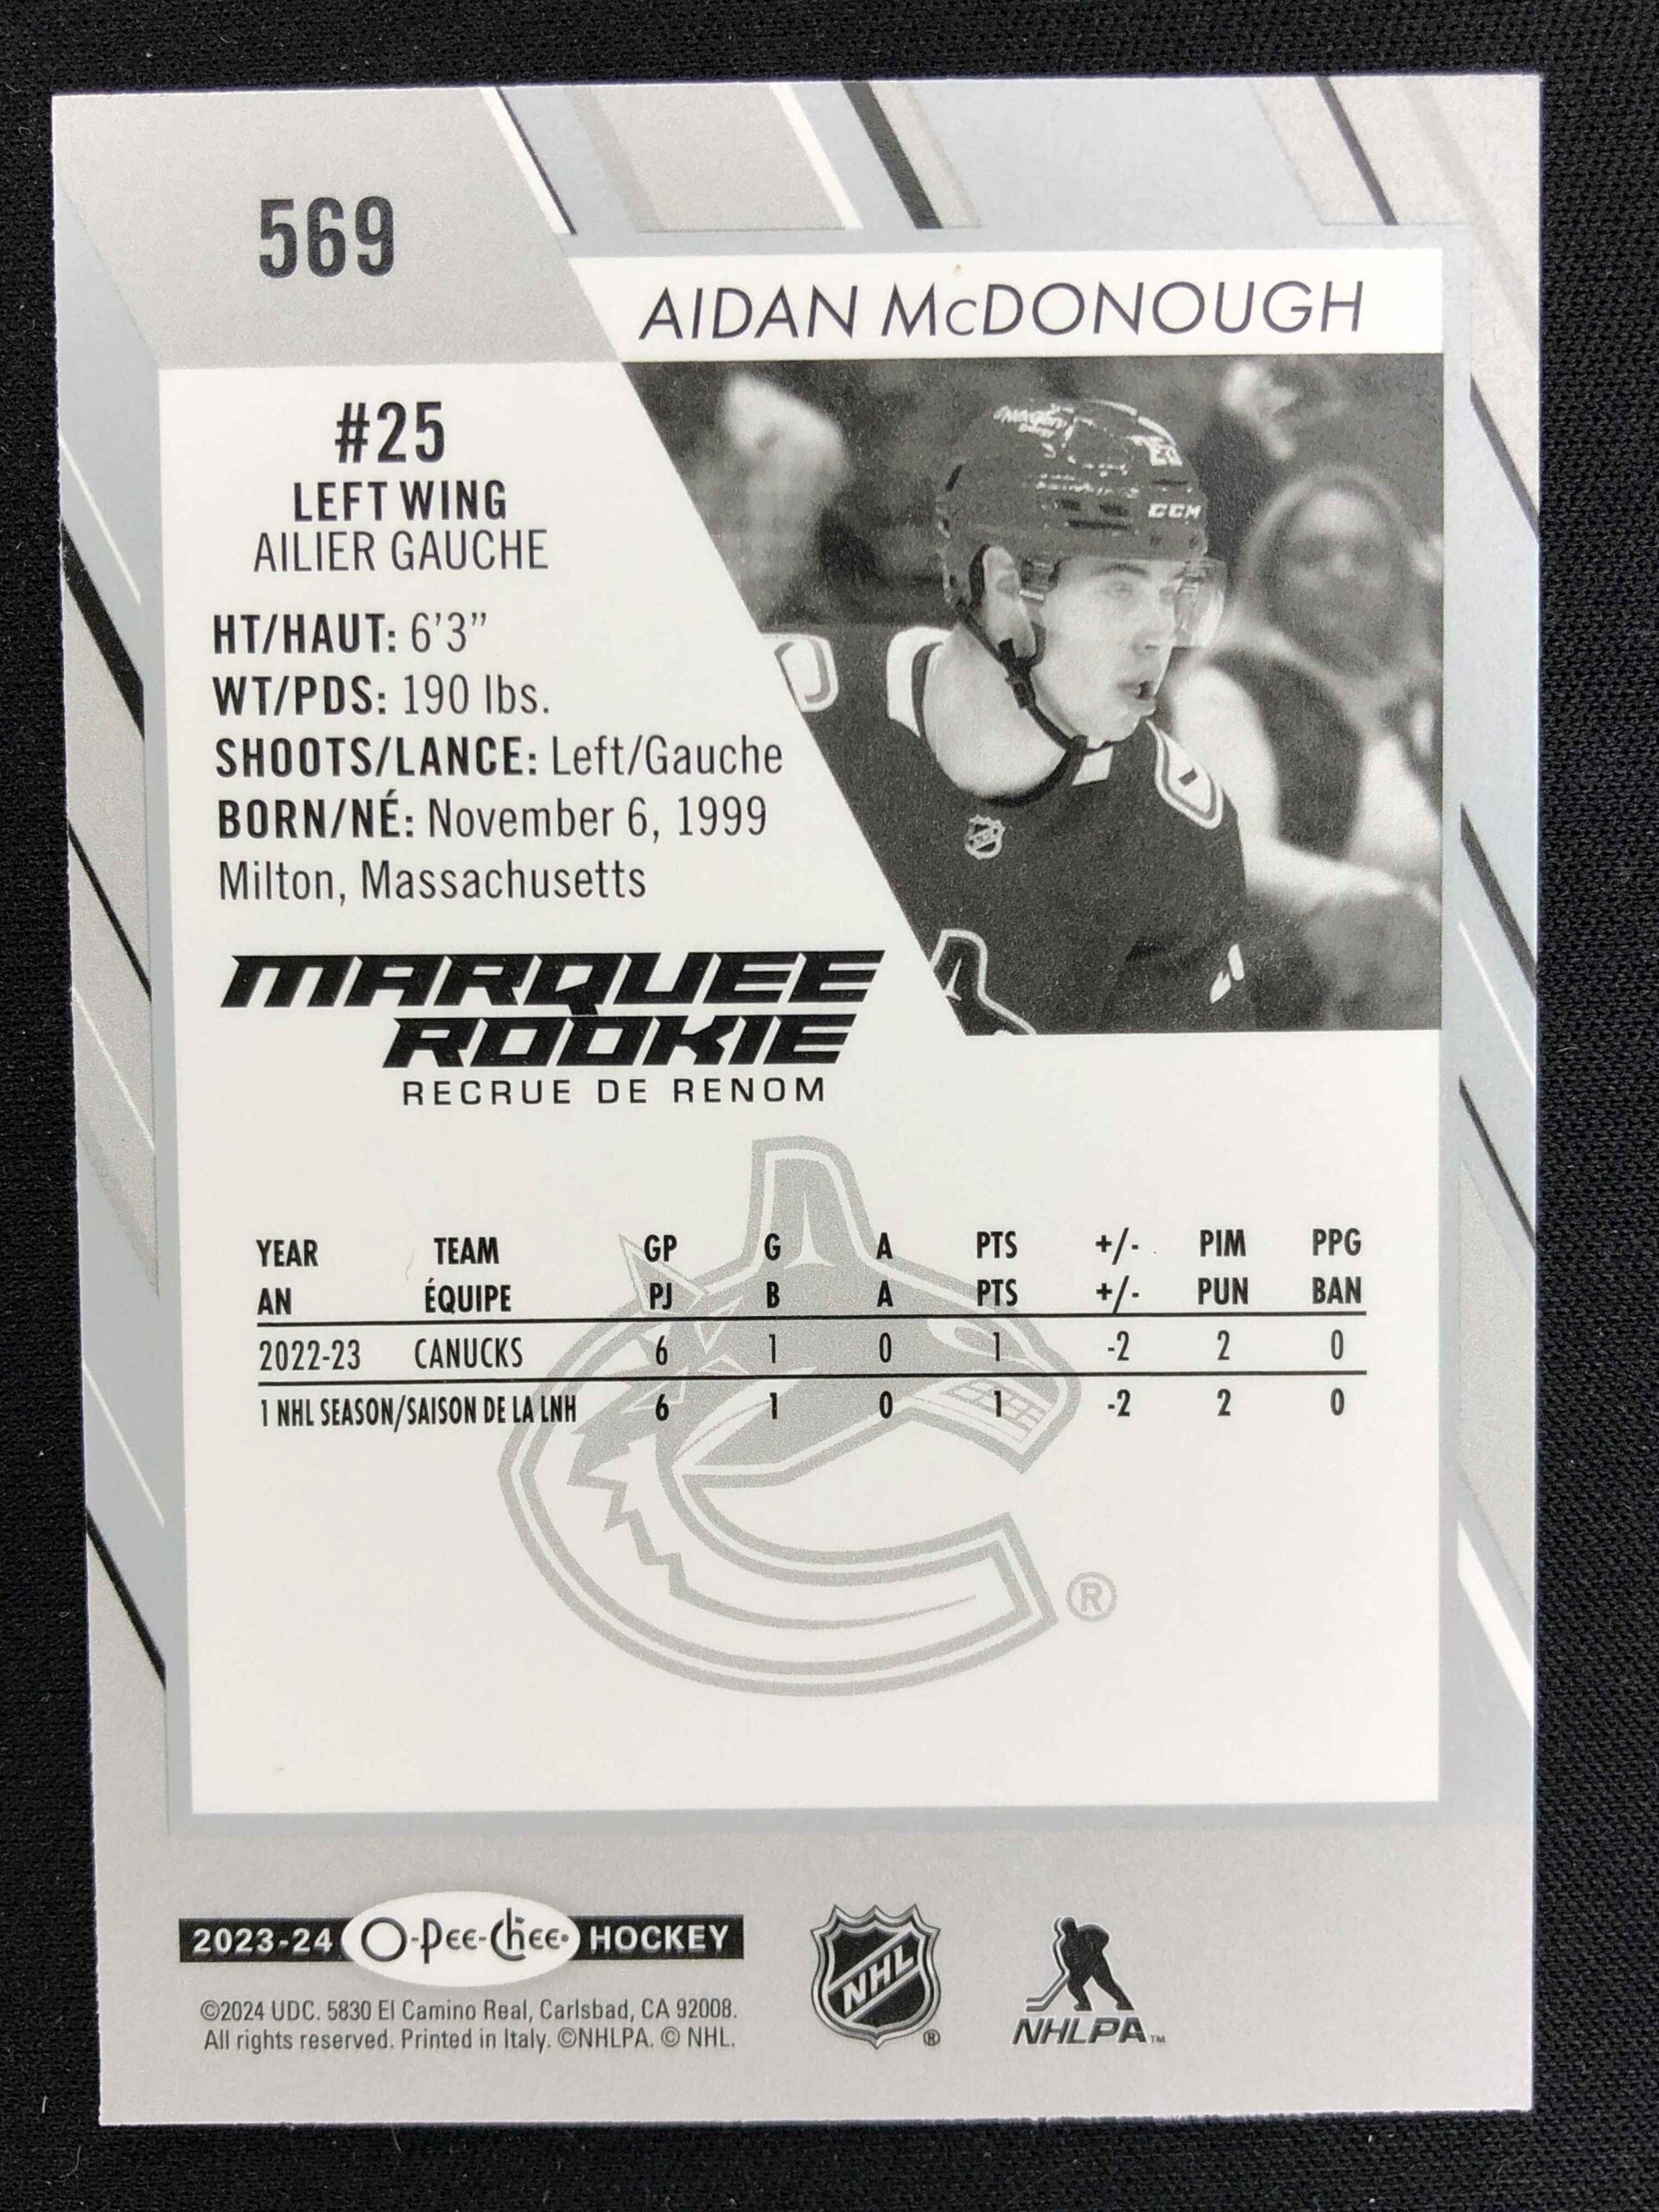 569
AIDAN McDONOUGH
#25
LEFT WING
AILIER GAUCHE
HT/HAUT: 6'3"
WT/PDS: 190 lbs.
SHOOTS/LANCE: Left/Gauche
BORN/NÉ: November 6, 1999
Milton, Massachusetts
CCM
MARQUEE
ROOKIE
RECRUE DE RENOM
YEAR TEAM GP G A PTS +/- PIM PPG
AN ÉQUIPE PJ B A PTS +/- PUN BAN
2022-23 CANUCKS 6 1 0 1 -2 2 0
1 NHL SEASON/SAISON DE LA LNH 6 1 0 1 -2 2 0
®
2023-24 O-Pee-Chee HOCKEY
©2024 UDC. 5830 El Camino Real, Carlsbad, CA 92008.
All rights reserved. Printed in Italy. ©NHLPA. © NHL.
NHL ®
NHLPA™